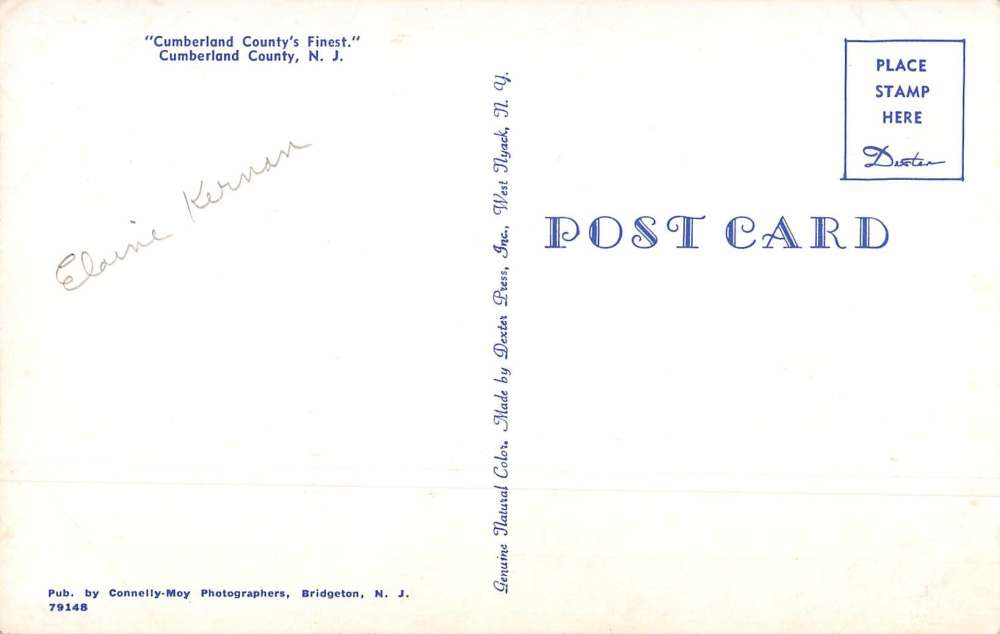 "Cumberland County's Finest."
Cumberland County, N. J.
Elaine Kernan
Pub. by Connelly-Moy Photographers, Bridgeton, N. J.
79148
Genuine Natural Color. Made by Dexter Press, Inc., West Nyack, N. Y.
PLACE
STAMP
HERE
Dexter
POST CARD